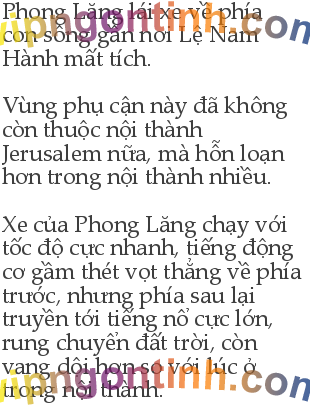 Phong Lăng lái xe về phía
con sông gần nơi Lệ Nam
Hành mất tích.
Vùng phụ cận này đã không
còn thuộc nội thành
Jerusalem nữa, mà hỗn loạn
hơn trong nội thành nhiều.
Xe của Phong Lăng chạy với
tốc độ cực nhanh, tiếng động
cơ gầm thét vọt thẳng về phía
trước, nhưng phía sau lại
truyền tới tiếng nổ cực lớn,
rung chuyển đất trời, còn
vang dội hơn so với lúc ở
trong nội thành.